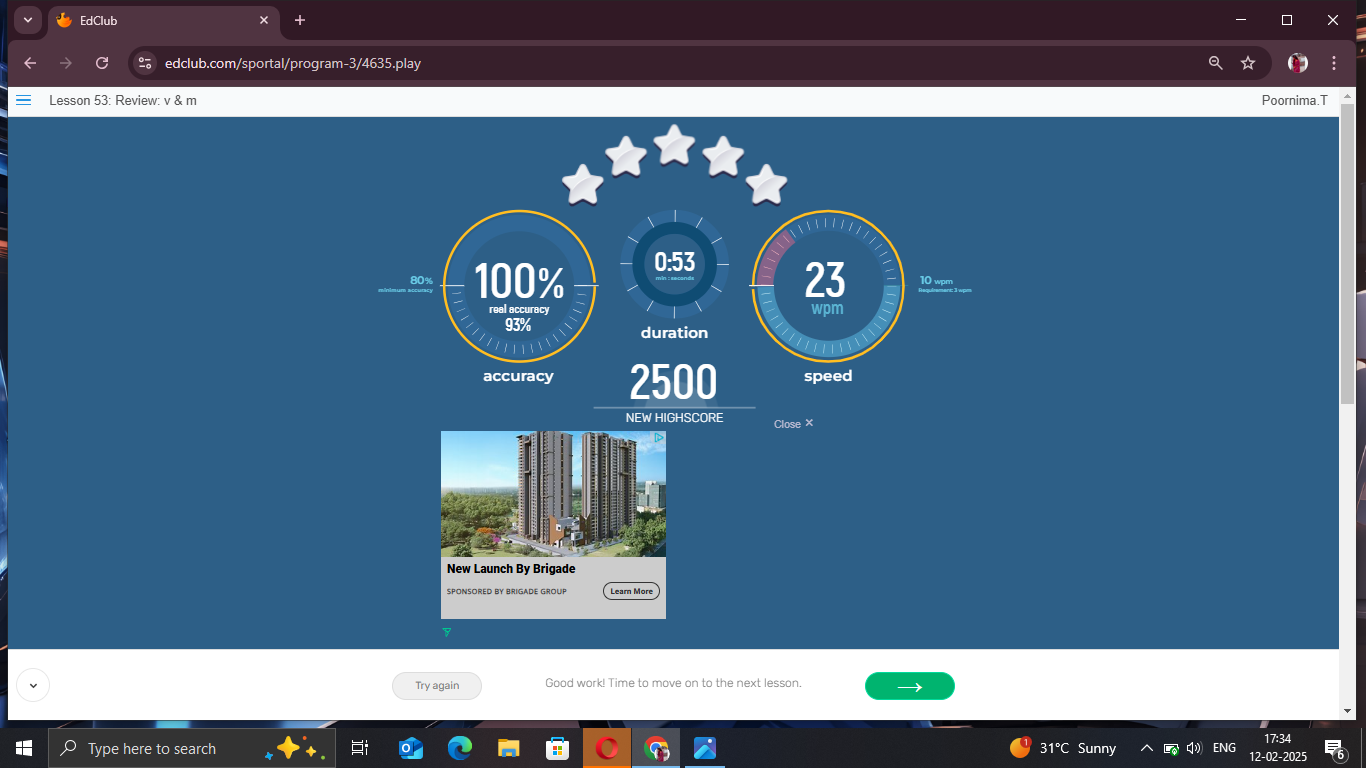 EdClub
edclub.com/sportal/program-3/4635.play
Lesson 53: Review: v & m
Poornima.T
80%
minimum accuracy
100%
real accuracy
93%
accuracy
0:53
min : seconds
duration
23
wpm
speed
10 wpm
Requirement: 3 wpm
2500
NEW HIGHSCORE
Close ×
New Launch By Brigade
SPONSORED BY BRIGADE GROUP
Learn More
Try again
Good work! Time to move on to the next lesson.
Type here to search
1
31°C Sunny
ENG
17:34
12-02-2025
6